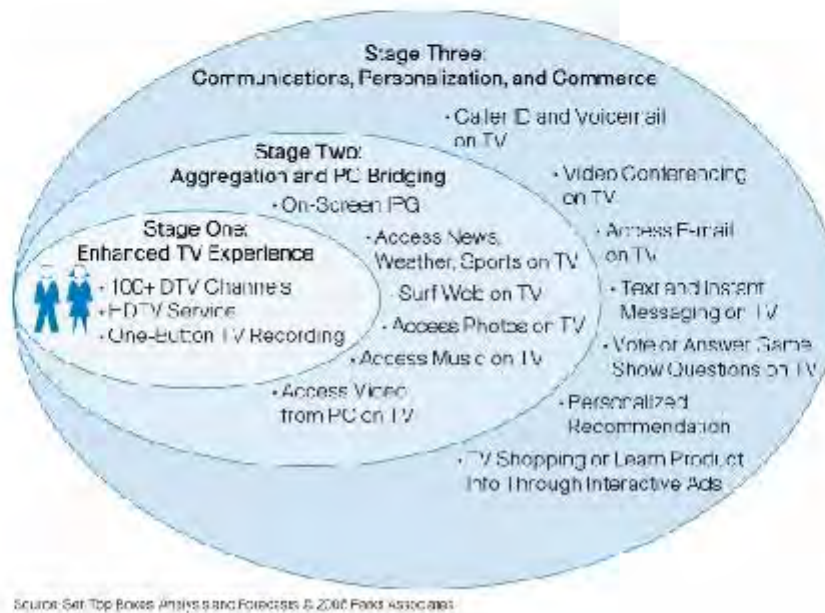 Stage Three:
Communications, Personalization, and Commerce
· Caller ID and Voicemail
on TV
Stage Two:
Aggregation and PC Bridging
· Video Conferencing
on TV
· On-Screen IPG
Stage One:
Enhanced TV Experience
· Access News,
Weather, Sports on TV
· Access E-mail
on TV
· 100+ DTV Channels
· HDTV Service
· One-Button TV Recording
· Surf Web on TV
· Text and Instant
Messaging on TV
· Access Photos on TV
· Access Music on TV
· Vote or Answer Game
Show Questions on TV
· Access Video
from PC on TV
· Personalized
Recommendation
· TV Shopping or Learn Product
Info Through Interactive Ads
Source: Set-Top Boxes: Analysis and Forecasts © 2006 Parks Associates